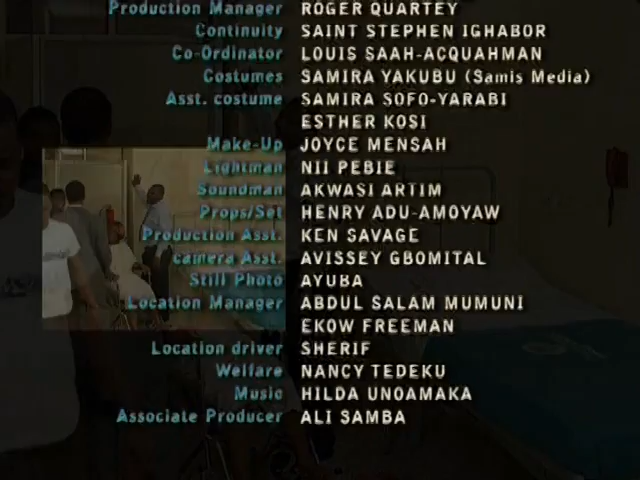 Production Manager ROGER QUARTEY
Continuity SAINT STEPHEN IGHABOR
Co-Ordinator LOUIS SAAH-ACQUAHMAN
Costumes SAMIRA YAKUBU (Samis Media)
Asst. costume SAMIRA SOFO-YARABI
ESTHER KOSI
Make-Up JOYCE MENSAH
Lightman NII PEBIE
Soundman AKWASI ARTIM
Props/Set HENRY ADU-AMOYAW
Production Asst. KEN SAVAGE
camera Asst. AVISSEY GBOMITAL
Still Photo AYUBA
Location Manager ABDUL SALAM MUMUNI
EKOW FREEMAN
Location driver SHERIF
Welfare NANCY TEDEKU
Music HILDA UNOAMAKA
Associate Producer ALI SAMBA